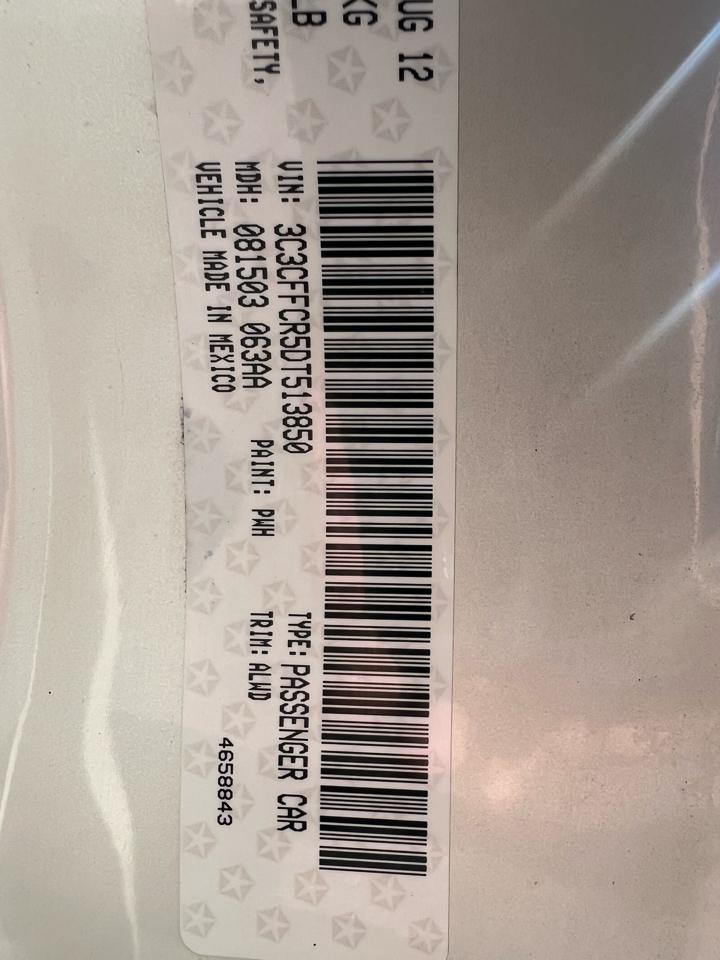 UG 12
KG
LB
SAFETY,
VIN: 3C3CFFCR5DT513850 TYPE: PASSENGER CAR
MDH: 081503 063AA PAINT: PWH TRIM: ALWD
VEHICLE MADE IN MEXICO
4658843